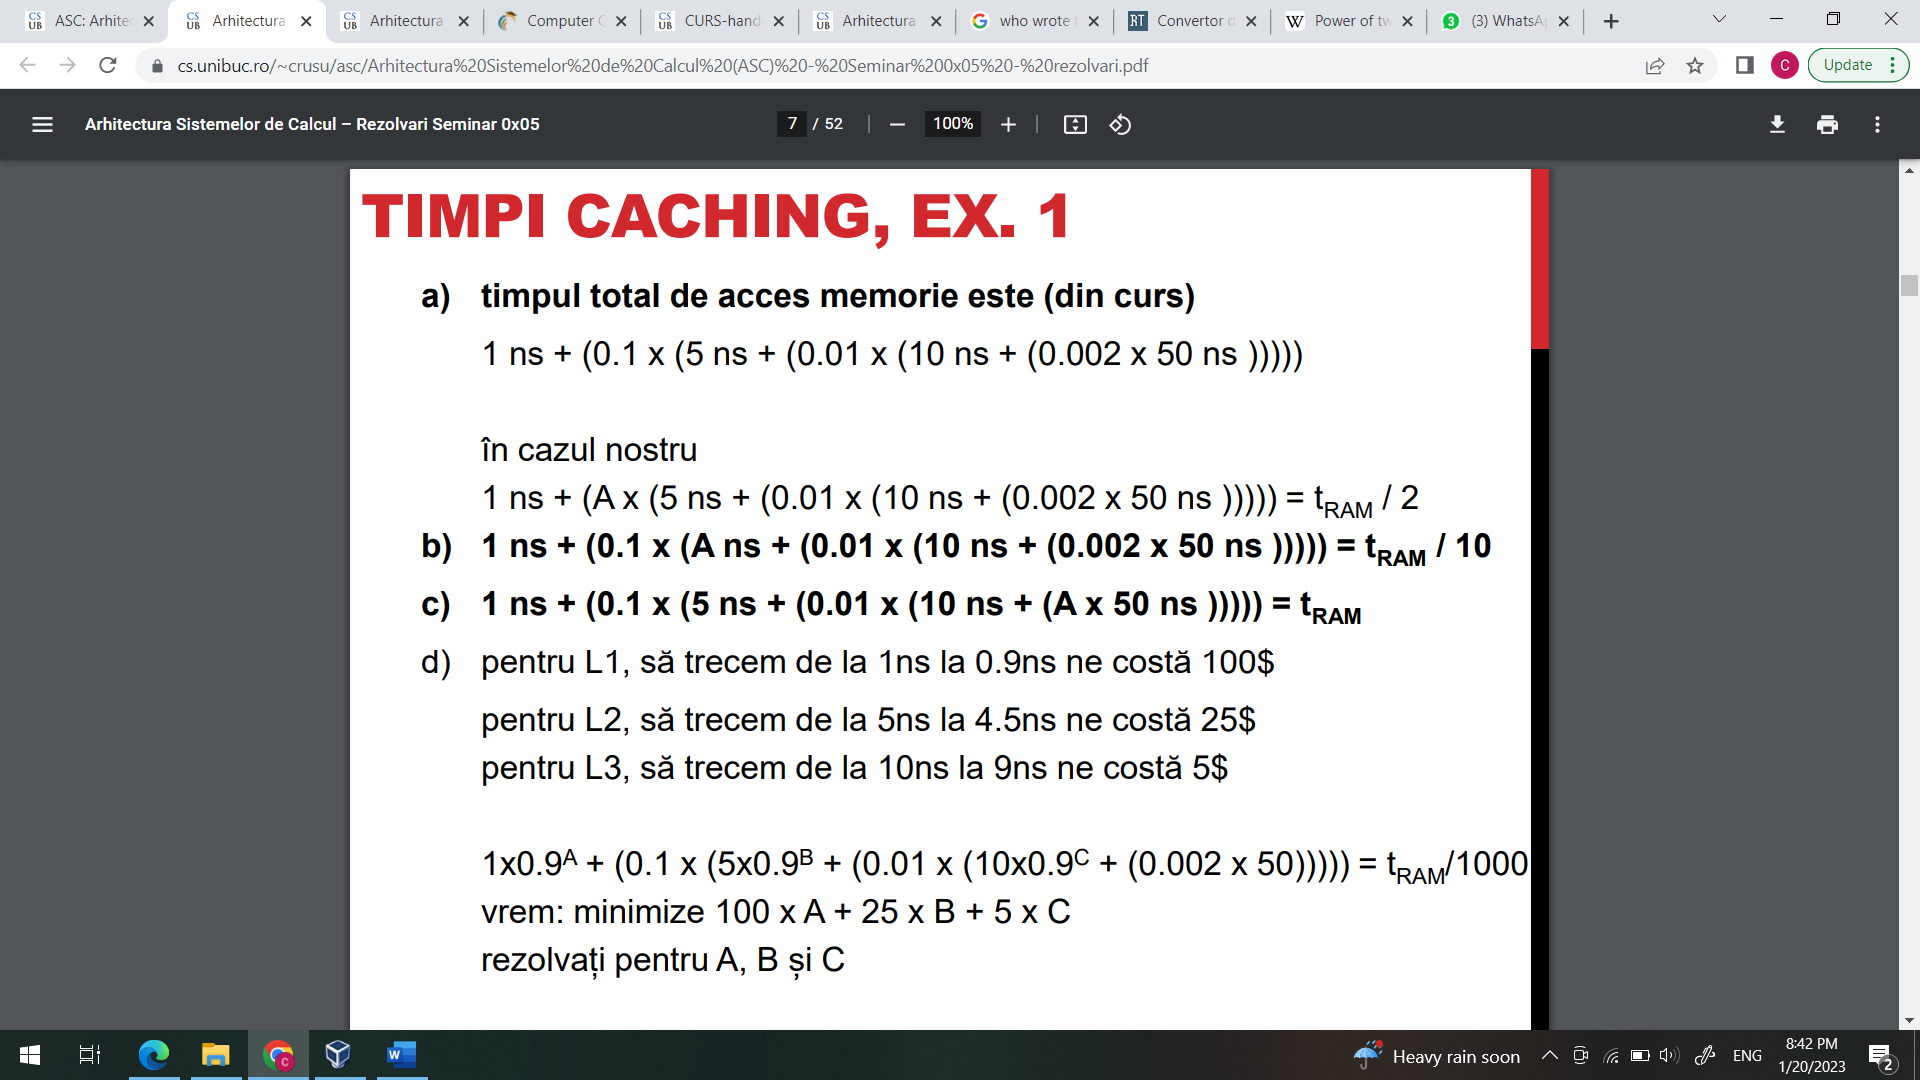 ASC: Arhite
Arhitectura
Arhitectura
Computer C
CURS-hand
Arhitectura
who wrote t
Convertor d
Power of tw
(3) WhatsA
cs.unibuc.ro/~crusu/asc/Arhitectura%20Sistemelor%20de%20Calcul%20(ASC)%20-%20Seminar%200x05%20-%20rezolvari.pdf
C
Update
Arhitectura Sistemelor de Calcul – Rezolvari Seminar 0x05
7 / 52
100%
TIMPI CACHING, EX. 1
a) timpul total de acces memorie este (din curs)
1 ns + (0.1 x (5 ns + (0.01 x (10 ns + (0.002 x 50 ns )))))
în cazul nostru
1 ns + (A x (5 ns + (0.01 x (10 ns + (0.002 x 50 ns ))))) = tRAM / 2
b) 1 ns + (0.1 x (A ns + (0.01 x (10 ns + (0.002 x 50 ns ))))) = tRAM / 10
c) 1 ns + (0.1 x (5 ns + (0.01 x (10 ns + (A x 50 ns ))))) = tRAM
d) pentru L1, să trecem de la 1ns la 0.9ns ne costă 100$
pentru L2, să trecem de la 5ns la 4.5ns ne costă 25$
pentru L3, să trecem de la 10ns la 9ns ne costă 5$
1x0.9A + (0.1 x (5x0.9B + (0.01 x (10x0.9C + (0.002 x 50))))) = tRAM/1000
vrem: minimize 100 x A + 25 x B + 5 x C
rezolvați pentru A, B și C
Heavy rain soon
ENG
8:42 PM
1/20/2023
2